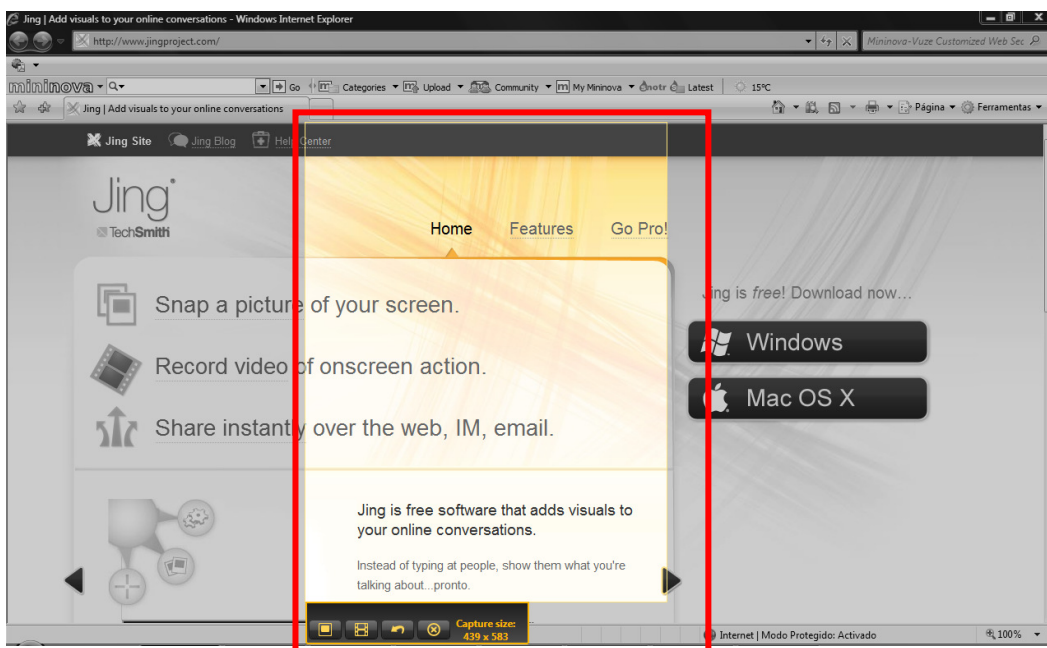 Jing | Add visuals to your online conversations - Windows Internet Explorer
http://www.jingproject.com/
Mininova-Vuze Customized Web Sec
mininova
Go
Categories
Upload
Community
m My Mininova
Latest
15°C
Jing | Add visuals to your online conversations
Página
Ferramentas
Jing Site
Jing Blog
Help Center
Jing
TechSmith
Home
Features
Go Pro!
Snap a picture of your screen.
Record video of onscreen action.
Share instantly over the web, IM, email.
Jing is free! Download now...
Windows
Mac OS X
Jing is free software that adds visuals to
your online conversations.
Instead of typing at people, show them what you're
talking about...pronto.
Capture size:
439 x 583
Internet | Modo Protegido: Activado
100%